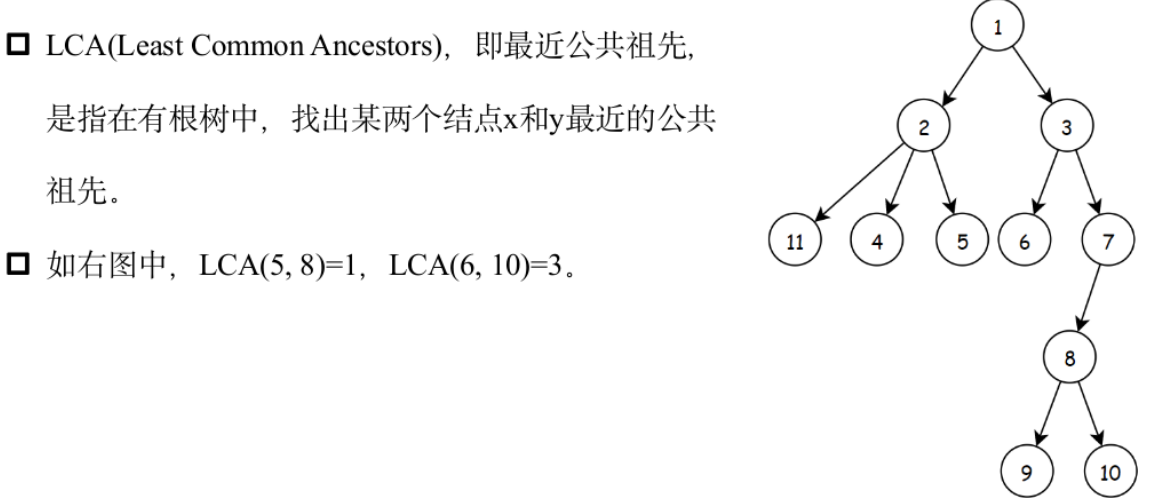 LCA(Least Common Ancestors)，即最近公共祖先,
是指在有根树中，找出某两个结点x和y最近的公共
祖先。
如右图中，LCA(5, 8)=1，LCA(6, 10)=3。
1
2
3
11
4
5
6
7
8
9
10